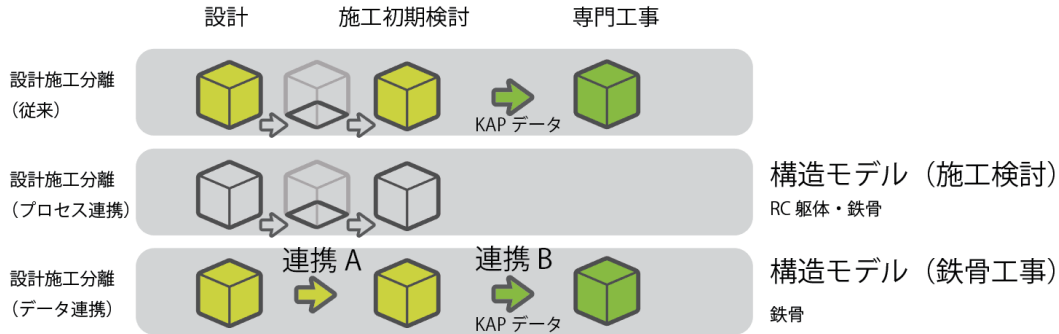 設計 施工初期検討 専門工事
設計施工分離
（従来）
KAP データ
設計施工分離
（プロセス連携）
構造モデル（施工検討）
RC 躯体・鉄骨
設計施工分離
（データ連携）
連携 A
連携 B
KAP データ
構造モデル（鉄骨工事）
鉄骨